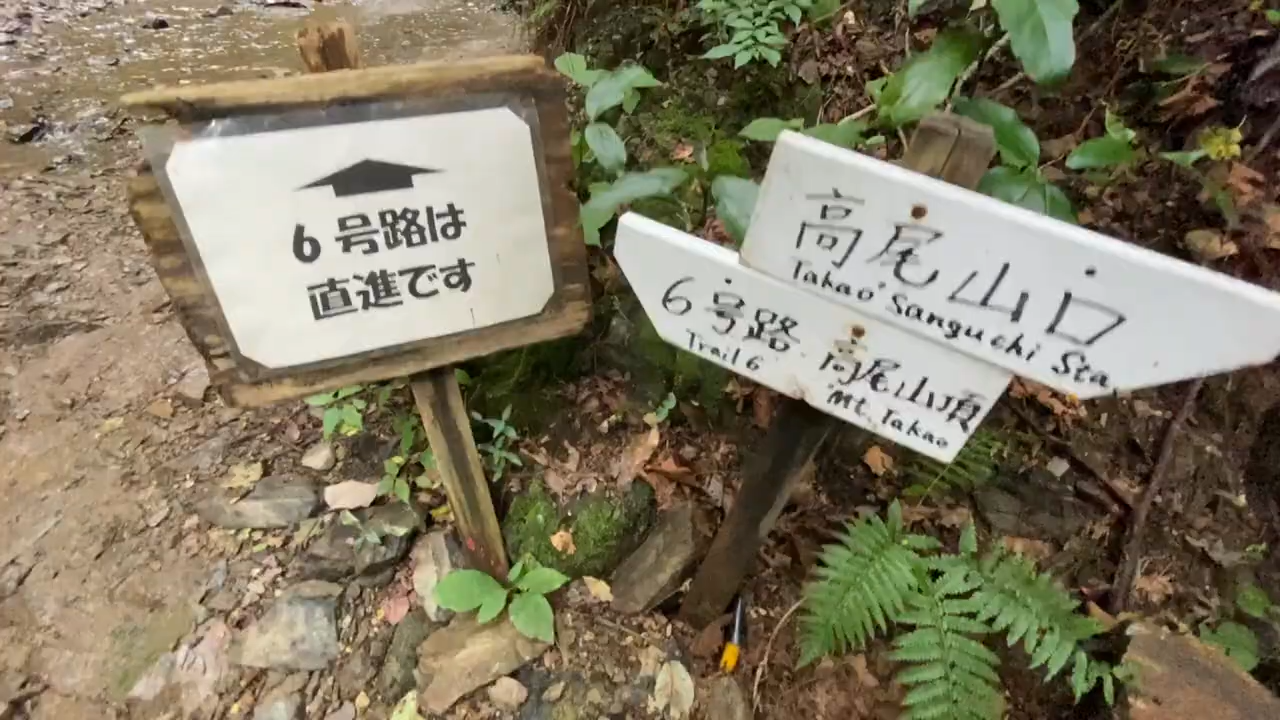 6号路は
直進です
高尾山口
Takao Sanguchi Sta.
6号路・高尾山頂
Trail 6 Mt. Takao